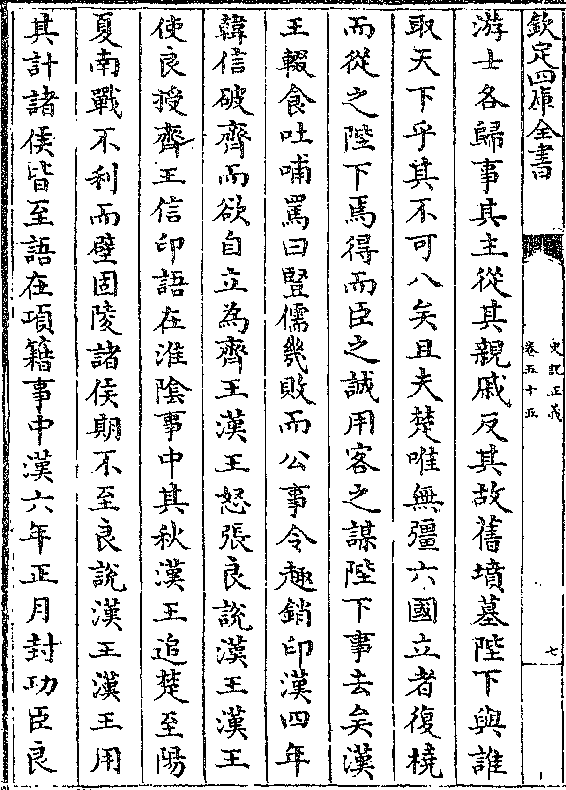 欽定四庫全書
史記正義
卷五十五
七
游士各歸事其主從其親戚反其故舊墳墓陛下與誰
取天下乎其不可八矣且夫楚唯無彊六國立者復橈
而從之陛下焉得而臣之誠用客之謀陛下事去矣漢
王輟食吐哺罵曰豎儒幾敗而公事令趣銷印漢四年
韓信破齊而欲自立為齊王漢王怒張良說漢王漢王
使良授齊王信印語在淮陰事中其秋漢王追楚至陽
夏南戰不利而壁固陵諸侯期不至良說漢王漢王用
其計諸侯皆至語在項籍事中漢六年正月封功臣良